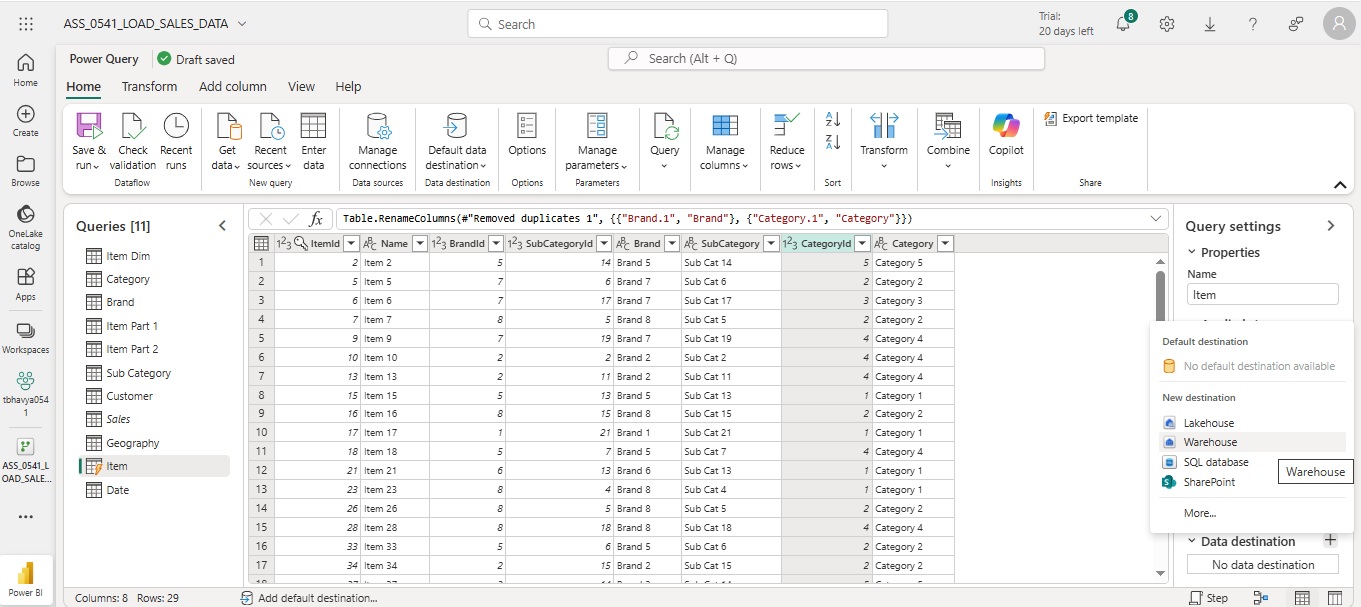 ASS_0541_LOAD_SALES_DATA
Search
Trial:
20 days left
8
Home
Create
Browse
OneLake
catalog
Apps
Workspaces
tbhavya054
1
ASS_0541_L
OAD_SALE...
Power BI
Power Query
Draft saved
Search (Alt + Q)
Home Transform Add column View Help
Save &
run
Check
validation
Recent
runs
Dataflow
Get
data
Recent
sources
Enter
data
New query
Manage
connections
Data sources
Default data
destination
Data destination
Options
Options
Manage
parameters
Parameters
Query
Manage
columns
Reduce
rows
Sort
Transform
Combine
Copilot
Insights
Export template
Share
Queries [11]
Item Dim
Category
Brand
Item Part 1
Item Part 2
Sub Category
Customer
Sales
Geography
Item
Date
fx
Table.RenameColumns(#"Removed duplicates 1", {{"Brand.1", "Brand"}, {"Category.1", "Category"}})
ItemId Name BrandId SubCategoryId Brand SubCategory CategoryId Category
1 2 Item 2 5 14 Brand 5 Sub Cat 14 5 Category 5
2 5 Item 5 7 6 Brand 7 Sub Cat 6 2 Category 2
3 6 Item 6 7 17 Brand 7 Sub Cat 17 3 Category 3
4 7 Item 7 8 5 Brand 8 Sub Cat 5 2 Category 2
5 9 Item 9 7 19 Brand 7 Sub Cat 19 4 Category 4
6 10 Item 10 2 2 Brand 2 Sub Cat 2 4 Category 4
7 13 Item 13 2 11 Brand 2 Sub Cat 11 4 Category 4
8 15 Item 15 5 13 Brand 5 Sub Cat 13 1 Category 1
9 16 Item 16 8 15 Brand 8 Sub Cat 15 2 Category 2
10 17 Item 17 1 21 Brand 1 Sub Cat 21 1 Category 1
11 18 Item 18 5 7 Brand 5 Sub Cat 7 4 Category 4
12 21 Item 21 6 13 Brand 6 Sub Cat 13 1 Category 1
13 23 Item 23 8 4 Brand 8 Sub Cat 4 1 Category 1
14 26 Item 26 8 5 Brand 8 Sub Cat 5 2 Category 2
15 28 Item 28 8 18 Brand 8 Sub Cat 18 4 Category 4
16 33 Item 33 5 6 Brand 5 Sub Cat 6 2 Category 2
17 34 Item 34 2 15 Brand 2 Sub Cat 15 2 Category 2
Query settings
Properties
Name
Item
Default destination
No default destination available
New destination
Lakehouse
Warehouse
SQL database
SharePoint
Warehouse
More...
Data destination
No data destination
Columns: 8 Rows: 29
Add default destination...
Step